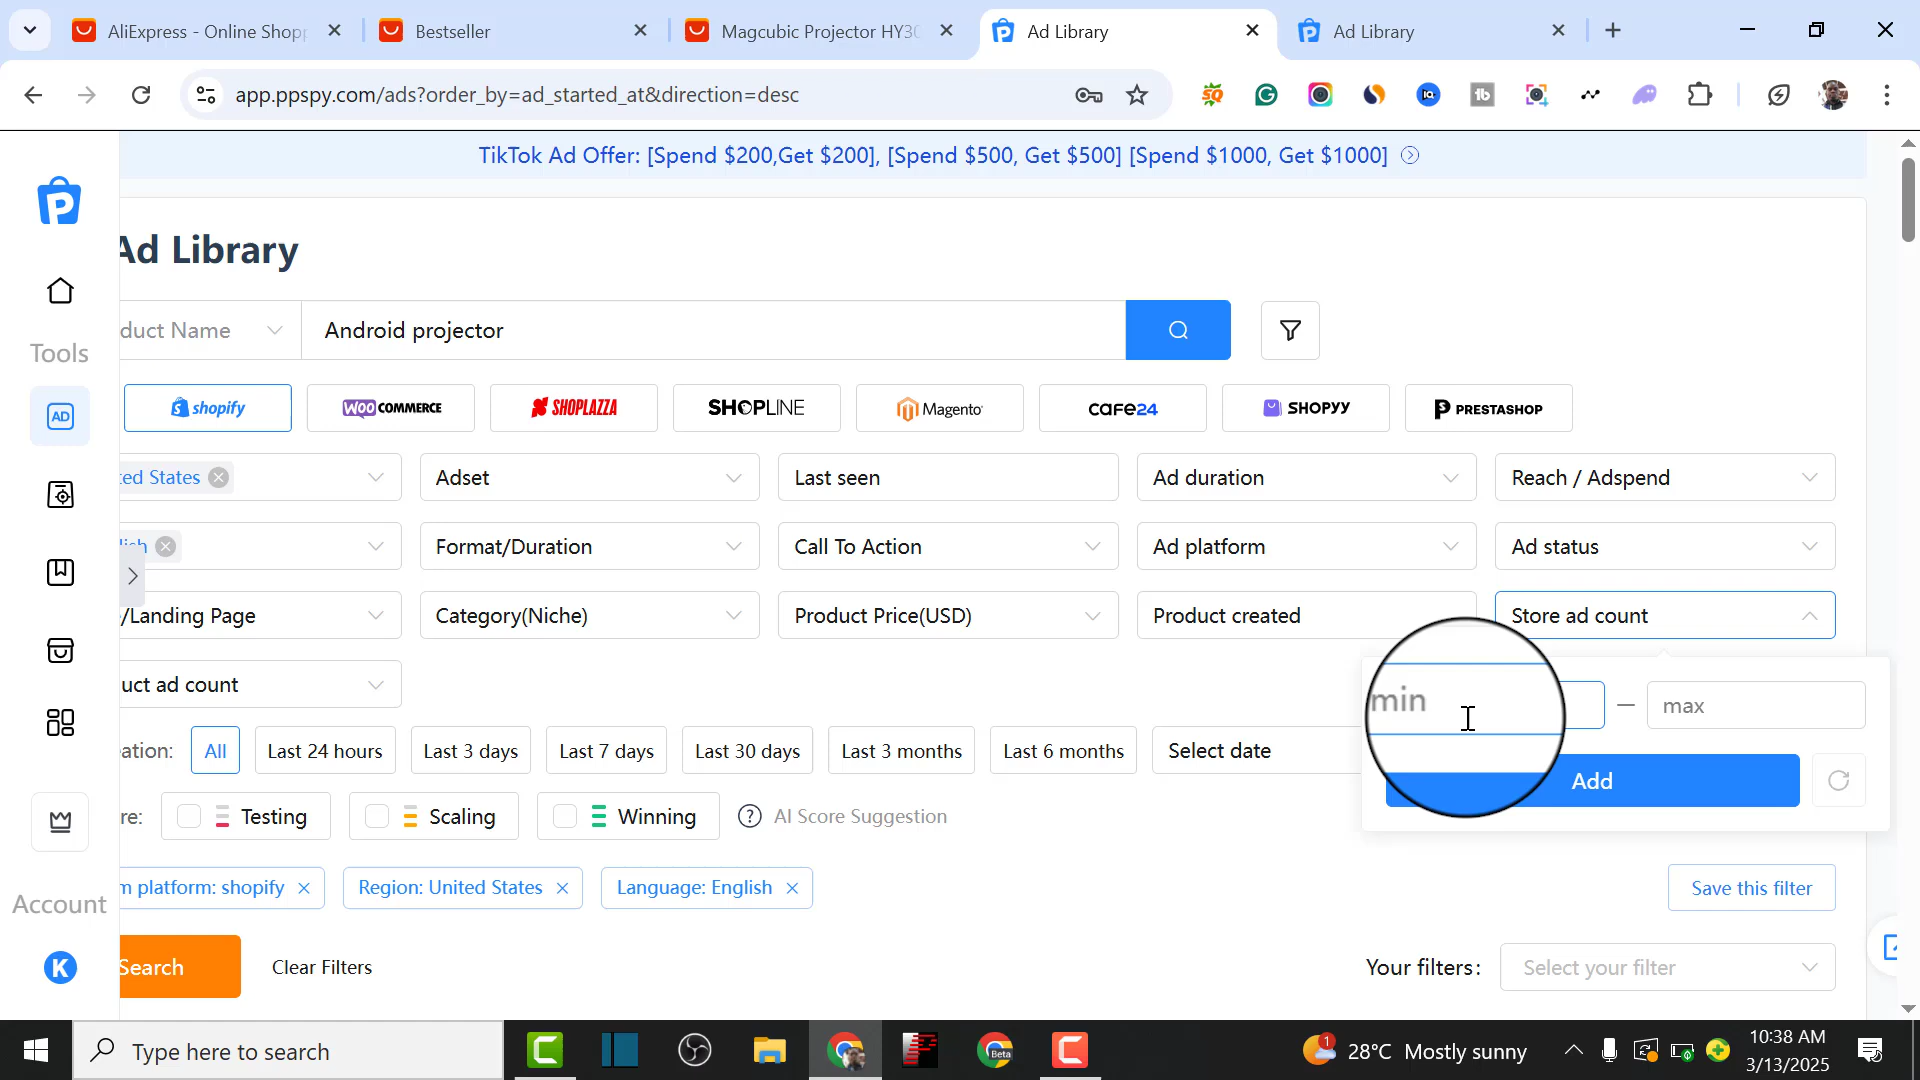 AliExpress - Online Shopp
Bestseller
Magcubic Projector HY30
Ad Library
Ad Library
app.ppspy.com/ads?order_by=ad_started_at&direction=desc
TikTok Ad Offer: [Spend $200,Get $200], [Spend $500, Get $500] [Spend $1000, Get $1000]
Ad Library
duct Name
Android projector
Tools
AD
shopify
WOO COMMERCE
SHOPLAZZA
SHOPLINE
Magento
CAFE24
SHOPYY
PRESTASHOP
ted States
Adset
Last seen
Ad duration
Reach / Adspend
lish
Format/Duration
Call To Action
Ad platform
Ad status
/Landing Page
Category(Niche)
Product Price(USD)
Product created
Store ad count
uct ad count
min
max
Add
eation:
All
Last 24 hours
Last 3 days
Last 7 days
Last 30 days
Last 3 months
Last 6 months
Select date
re:
Testing
Scaling
Winning
AI Score Suggestion
m platform: shopify
Region: United States
Language: English
Save this filter
Account
K
Search
Clear Filters
Your filters:
Select your filter
Type here to search
Beta
1
28°C Mostly sunny
10:38 AM
3/13/2025